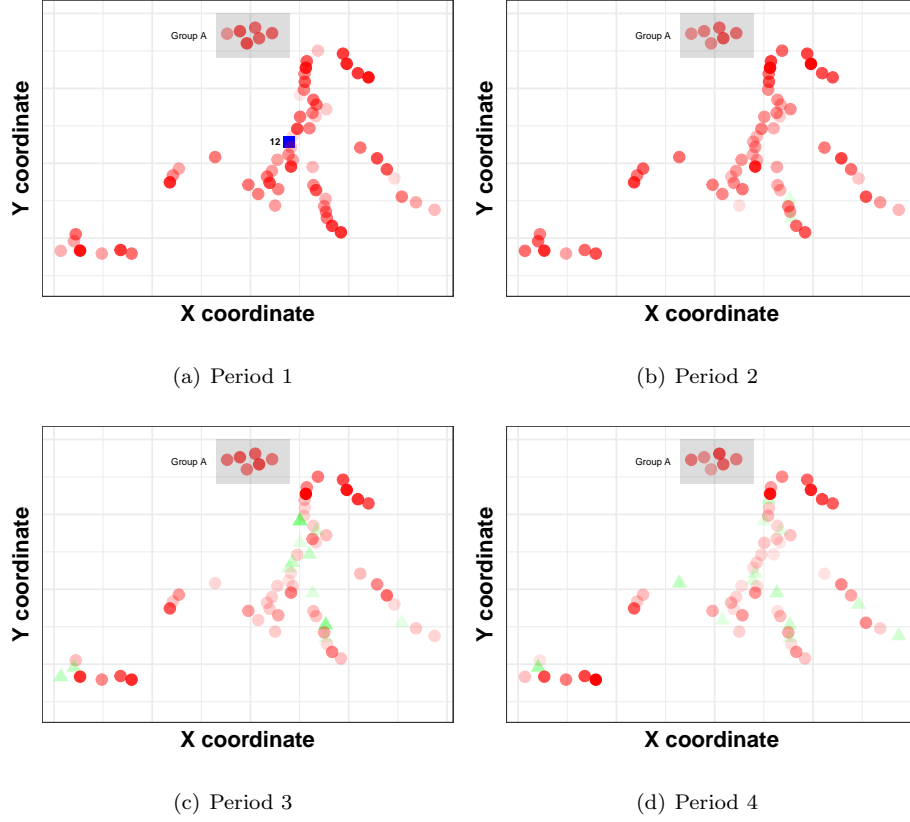 Group A
12
Y coordinate
X coordinate
(a) Period 1
Group A
Y coordinate
X coordinate
(b) Period 2
Group A
Y coordinate
X coordinate
(c) Period 3
Group A
Y coordinate
X coordinate
(d) Period 4